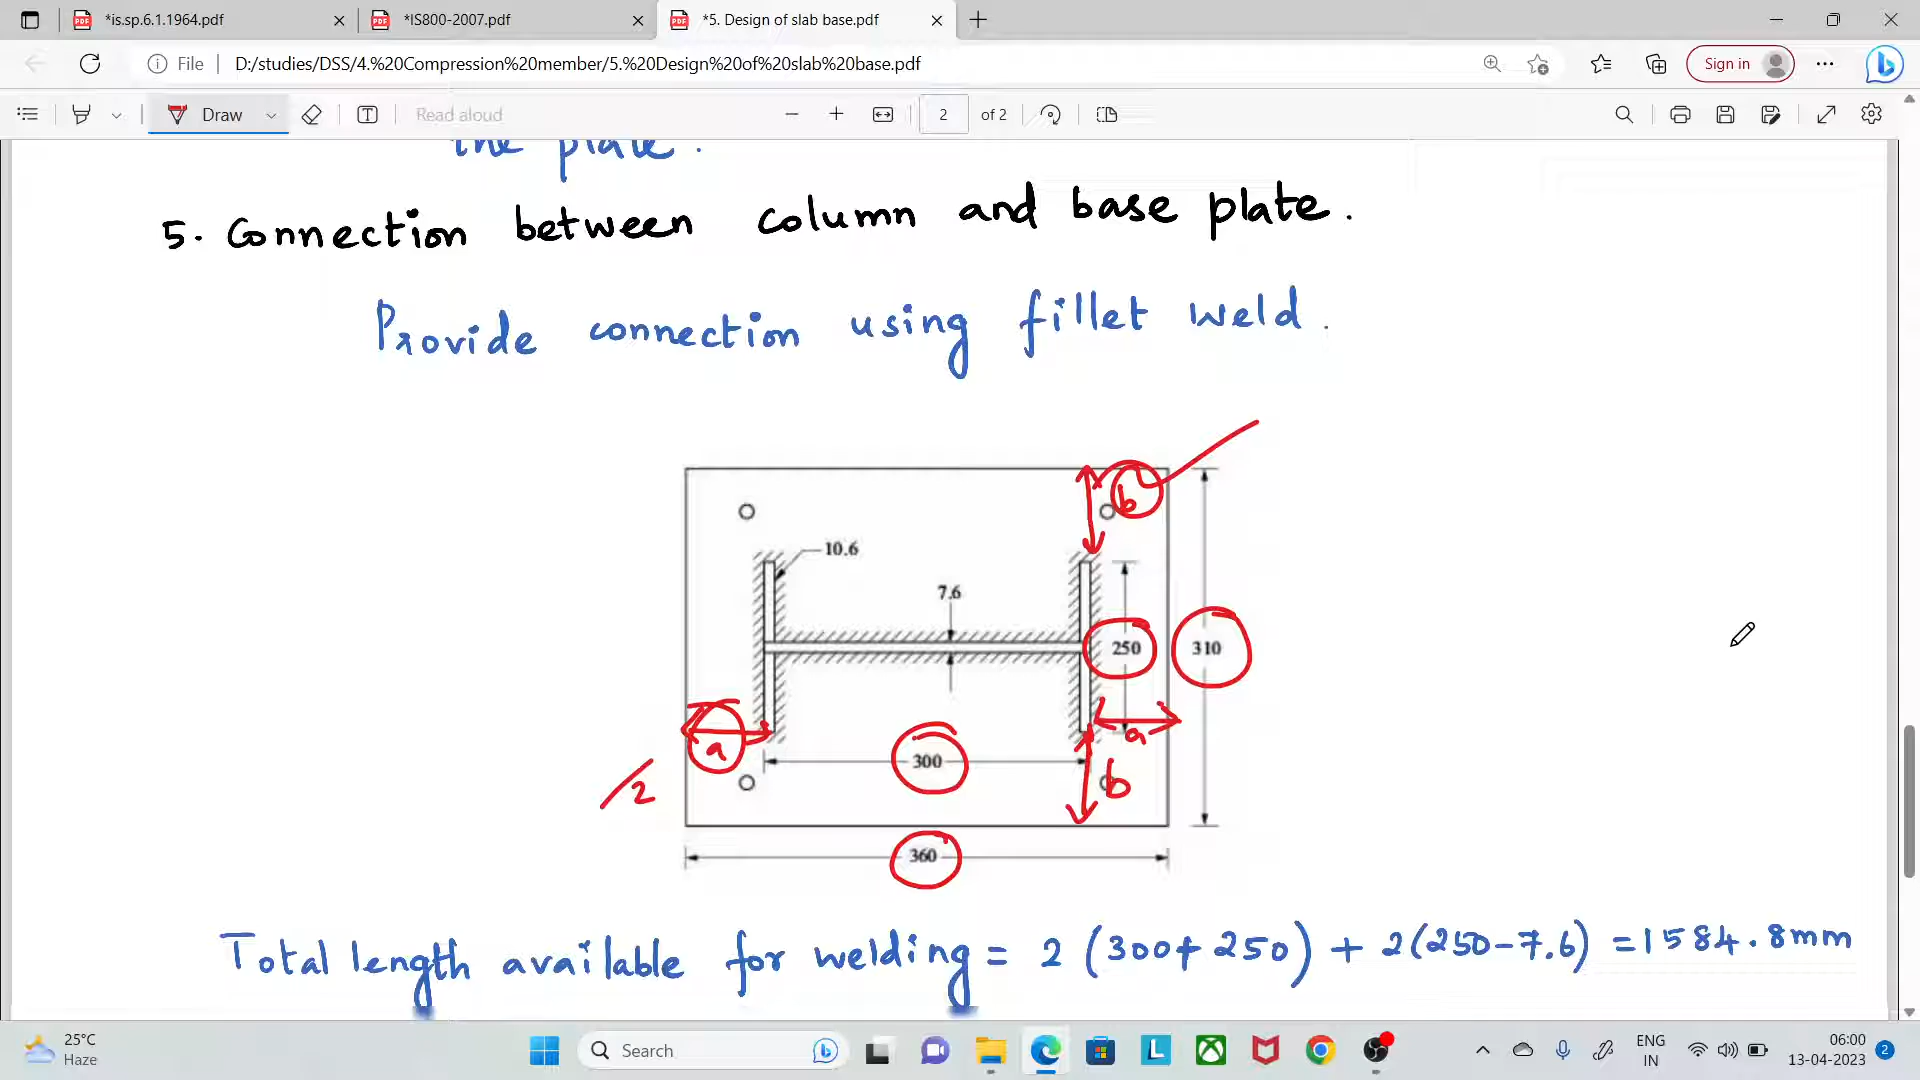 *is.sp.6.1.1964.pdf
*IS800-2007.pdf
*5. Design of slab base.pdf
File
D:/studies/DSS/4.%20Compression%20member/5.%20Design%20of%20slab%20base.pdf
Sign in
Draw
Read aloud
2 of 2
the plate.
5. Connection between column and base plate.
Provide connection using fillet weld.
b
10.6
7.6
250
310
a
a
300
b
/2
360
Total length available for welding = 2 (300+250) + 2(250-7.6) = 1584.8mm
25°C
Haze
Search
ENG
IN
06:00
13-04-2023
2